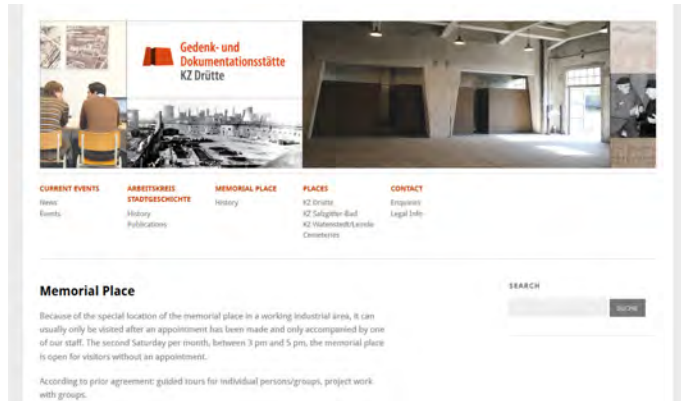 Gedenk- und
Dokumentationsstätte
KZ Drütte
CURRENT EVENTS
News
Events
ARBEITSKREIS
STADTGESCHICHTE
History
Publications
MEMORIAL PLACE
History
PLACES
KZ Drütte
KZ Salzgitter-Bad
KZ Watenstedt/Leinde
Cemeteries
CONTACT
Enquiries
Legal Info
Memorial Place
Because of the special location of the memorial place in a working industrial area, it can
usually only be visited after an appointment has been made and only accompanied by one
of our staff. The second Saturday per month, between 3 pm and 5 pm, the memorial place
is open for visitors without an appointment.
According to prior agreement: guided tours for individual persons/groups, project work
with groups.
SEARCH
SUCHE